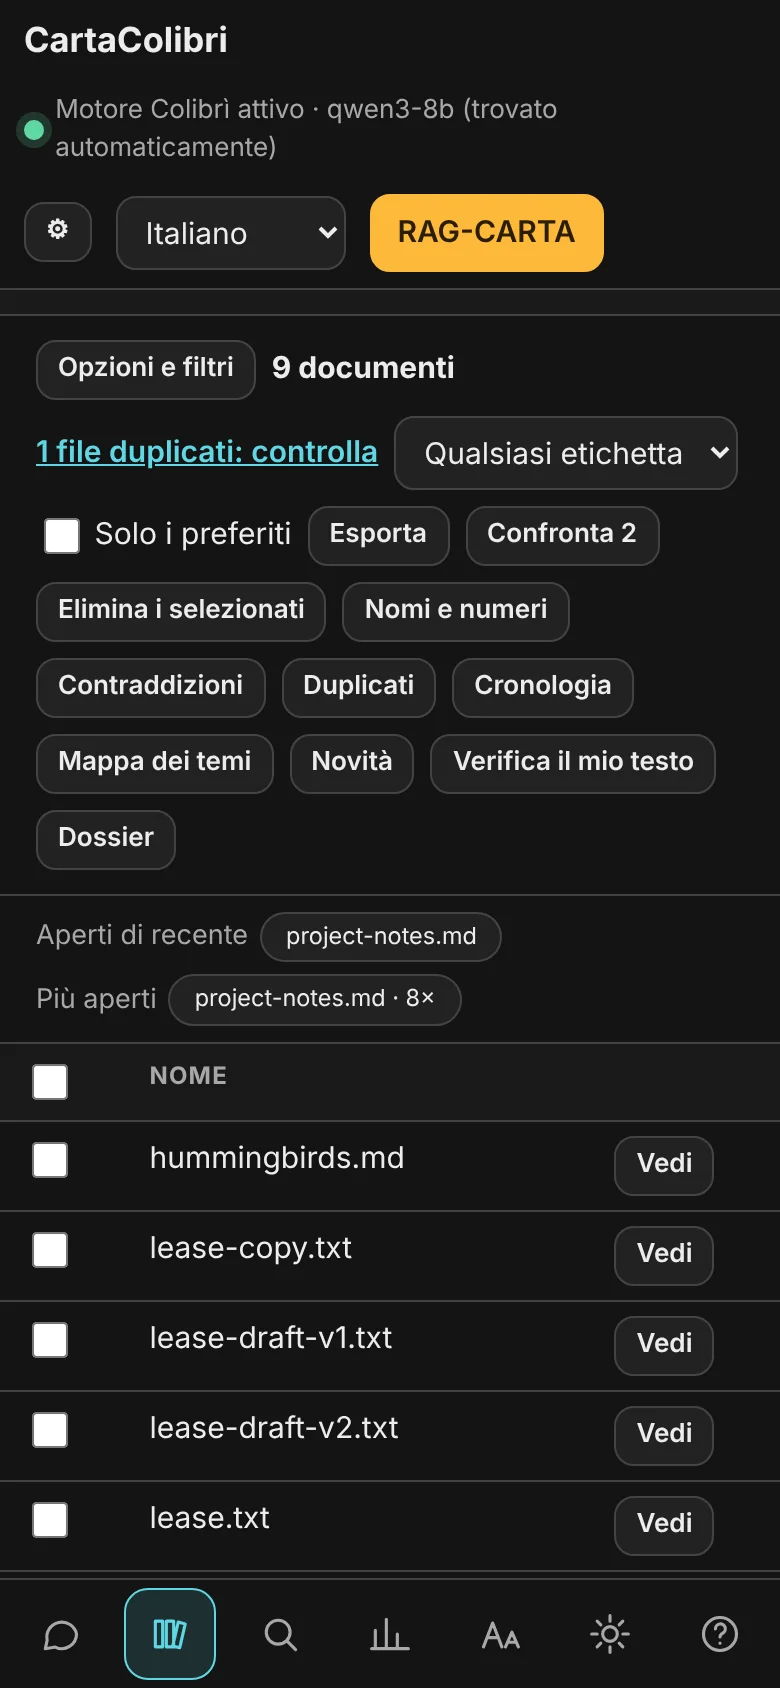 CartaColibri
Motore Colibrì attivo · qwen3-8b (trovato
automaticamente)
Italiano
RAG-CARTA
Opzioni e filtri
9 documenti
1 file duplicati: controlla
Qualsiasi etichetta
Solo i preferiti
Esporta
Confronta 2
Elimina i selezionati
Nomi e numeri
Contraddizioni
Duplicati
Cronologia
Mappa dei temi
Novità
Verifica il mio testo
Dossier
Aperti di recente
project-notes.md
Più aperti
project-notes.md · 8×
NOME
hummingbirds.md
Vedi
lease-copy.txt
Vedi
lease-draft-v1.txt
Vedi
lease-draft-v2.txt
Vedi
lease.txt
Vedi
AA